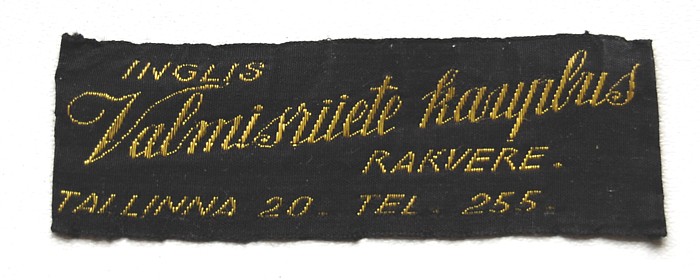 INGLIS
Valmisriiete kauplus
RAKVERE.
TALLINNA 20. TEL. 255.